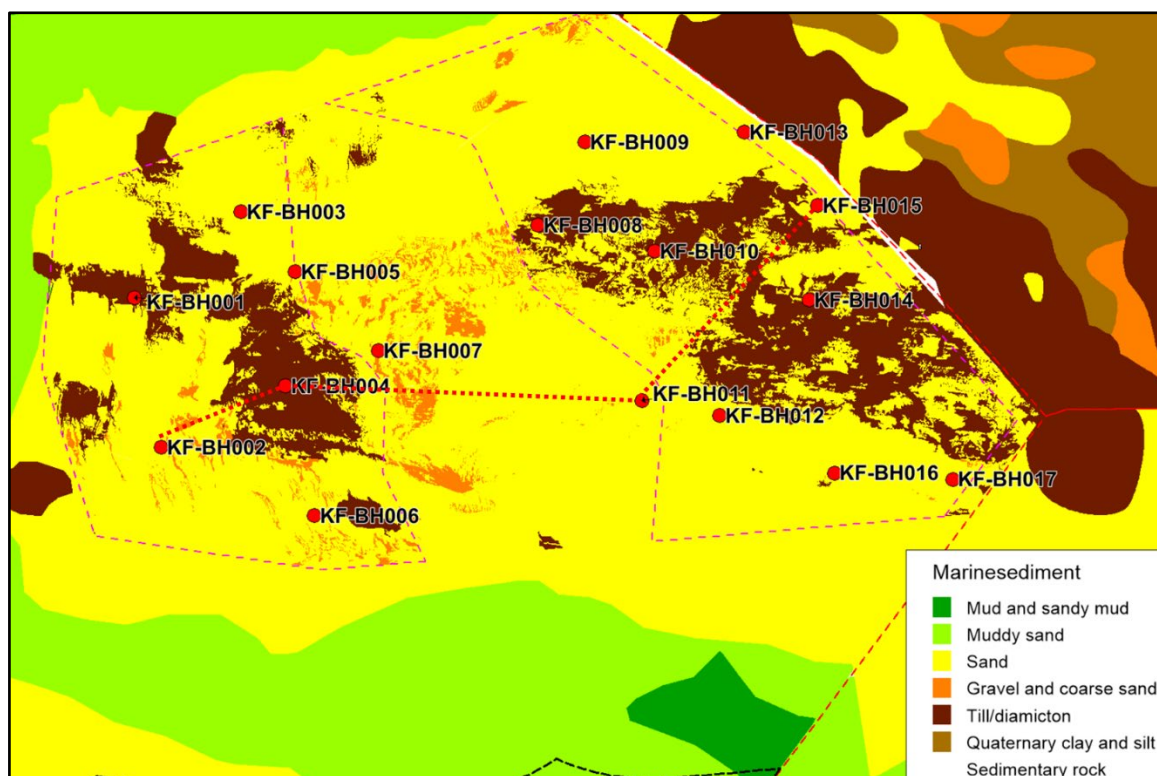 KF-BH013
KF-BH009
KF-BH003
KF-BH015
KF-BH008
KF-BH010
KF-BH005
KF-BH001
KF-BH014
KF-BH007
KF-BH004
KF-BH011
KF-BH012
KF-BH002
KF-BH016
KF-BH017
KF-BH006
Marinesediment
Mud and sandy mud
Muddy sand
Sand
Gravel and coarse sand
Till/diamicton
Quaternary clay and silt
Sedimentary rock